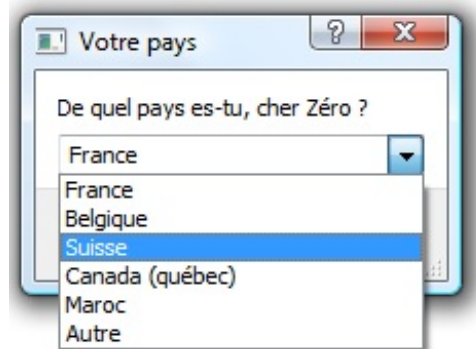 Votre pays
De quel pays es-tu, cher Zéro ?
France
France
Belgique
Suisse
Canada (québec)
Maroc
Autre